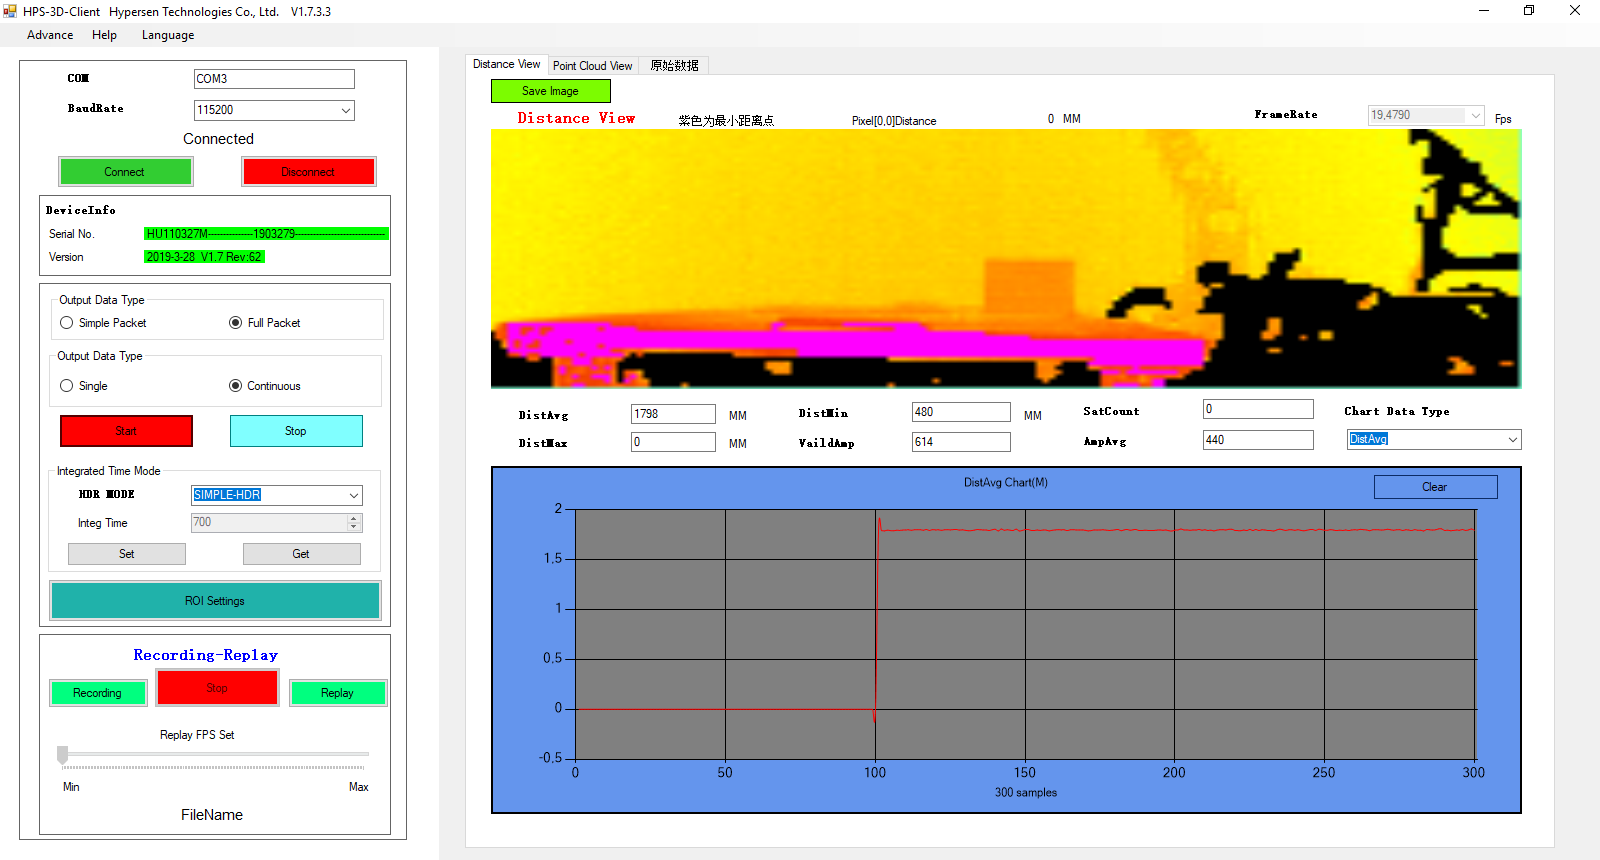 HPS-3D-Client Hypersen Technologies Co., Ltd. V1.7.3.3
Advance Help Language
COM COM3
BaudRate 115200
Connected
Connect Disconnect
DeviceInfo
Serial No. HU110327M---------------1903279------------------------------
Version 2019-3-28 V1.7 Rev:62
Output Data Type
Simple Packet Full Packet
Output Data Type
Single Continuous
Start Stop
Integrated Time Mode
HDR MODE SIMPLE-HDR
Integ Time 700
Set Get
ROI Settings
Recording-Replay
Recording Stop Replay
Replay FPS Set
Min Max
FileName
Distance View Point Cloud View 原始数据
Save Image
Distance View 紫色为最小距离点 Pixel[0,0]Distance 0 MM FrameRate 19,4790 Fps
DistAvg 1798 MM DistMin 480 MM SatCount 0 Chart Data Type
DistMax 0 MM VaildAmp 614 AmpAvg 440 DistAvg
DistAvg Chart(M)
Clear
2
1,5
1
0,5
0
-0,5
0 50 100 150 200 250 300
300 samples